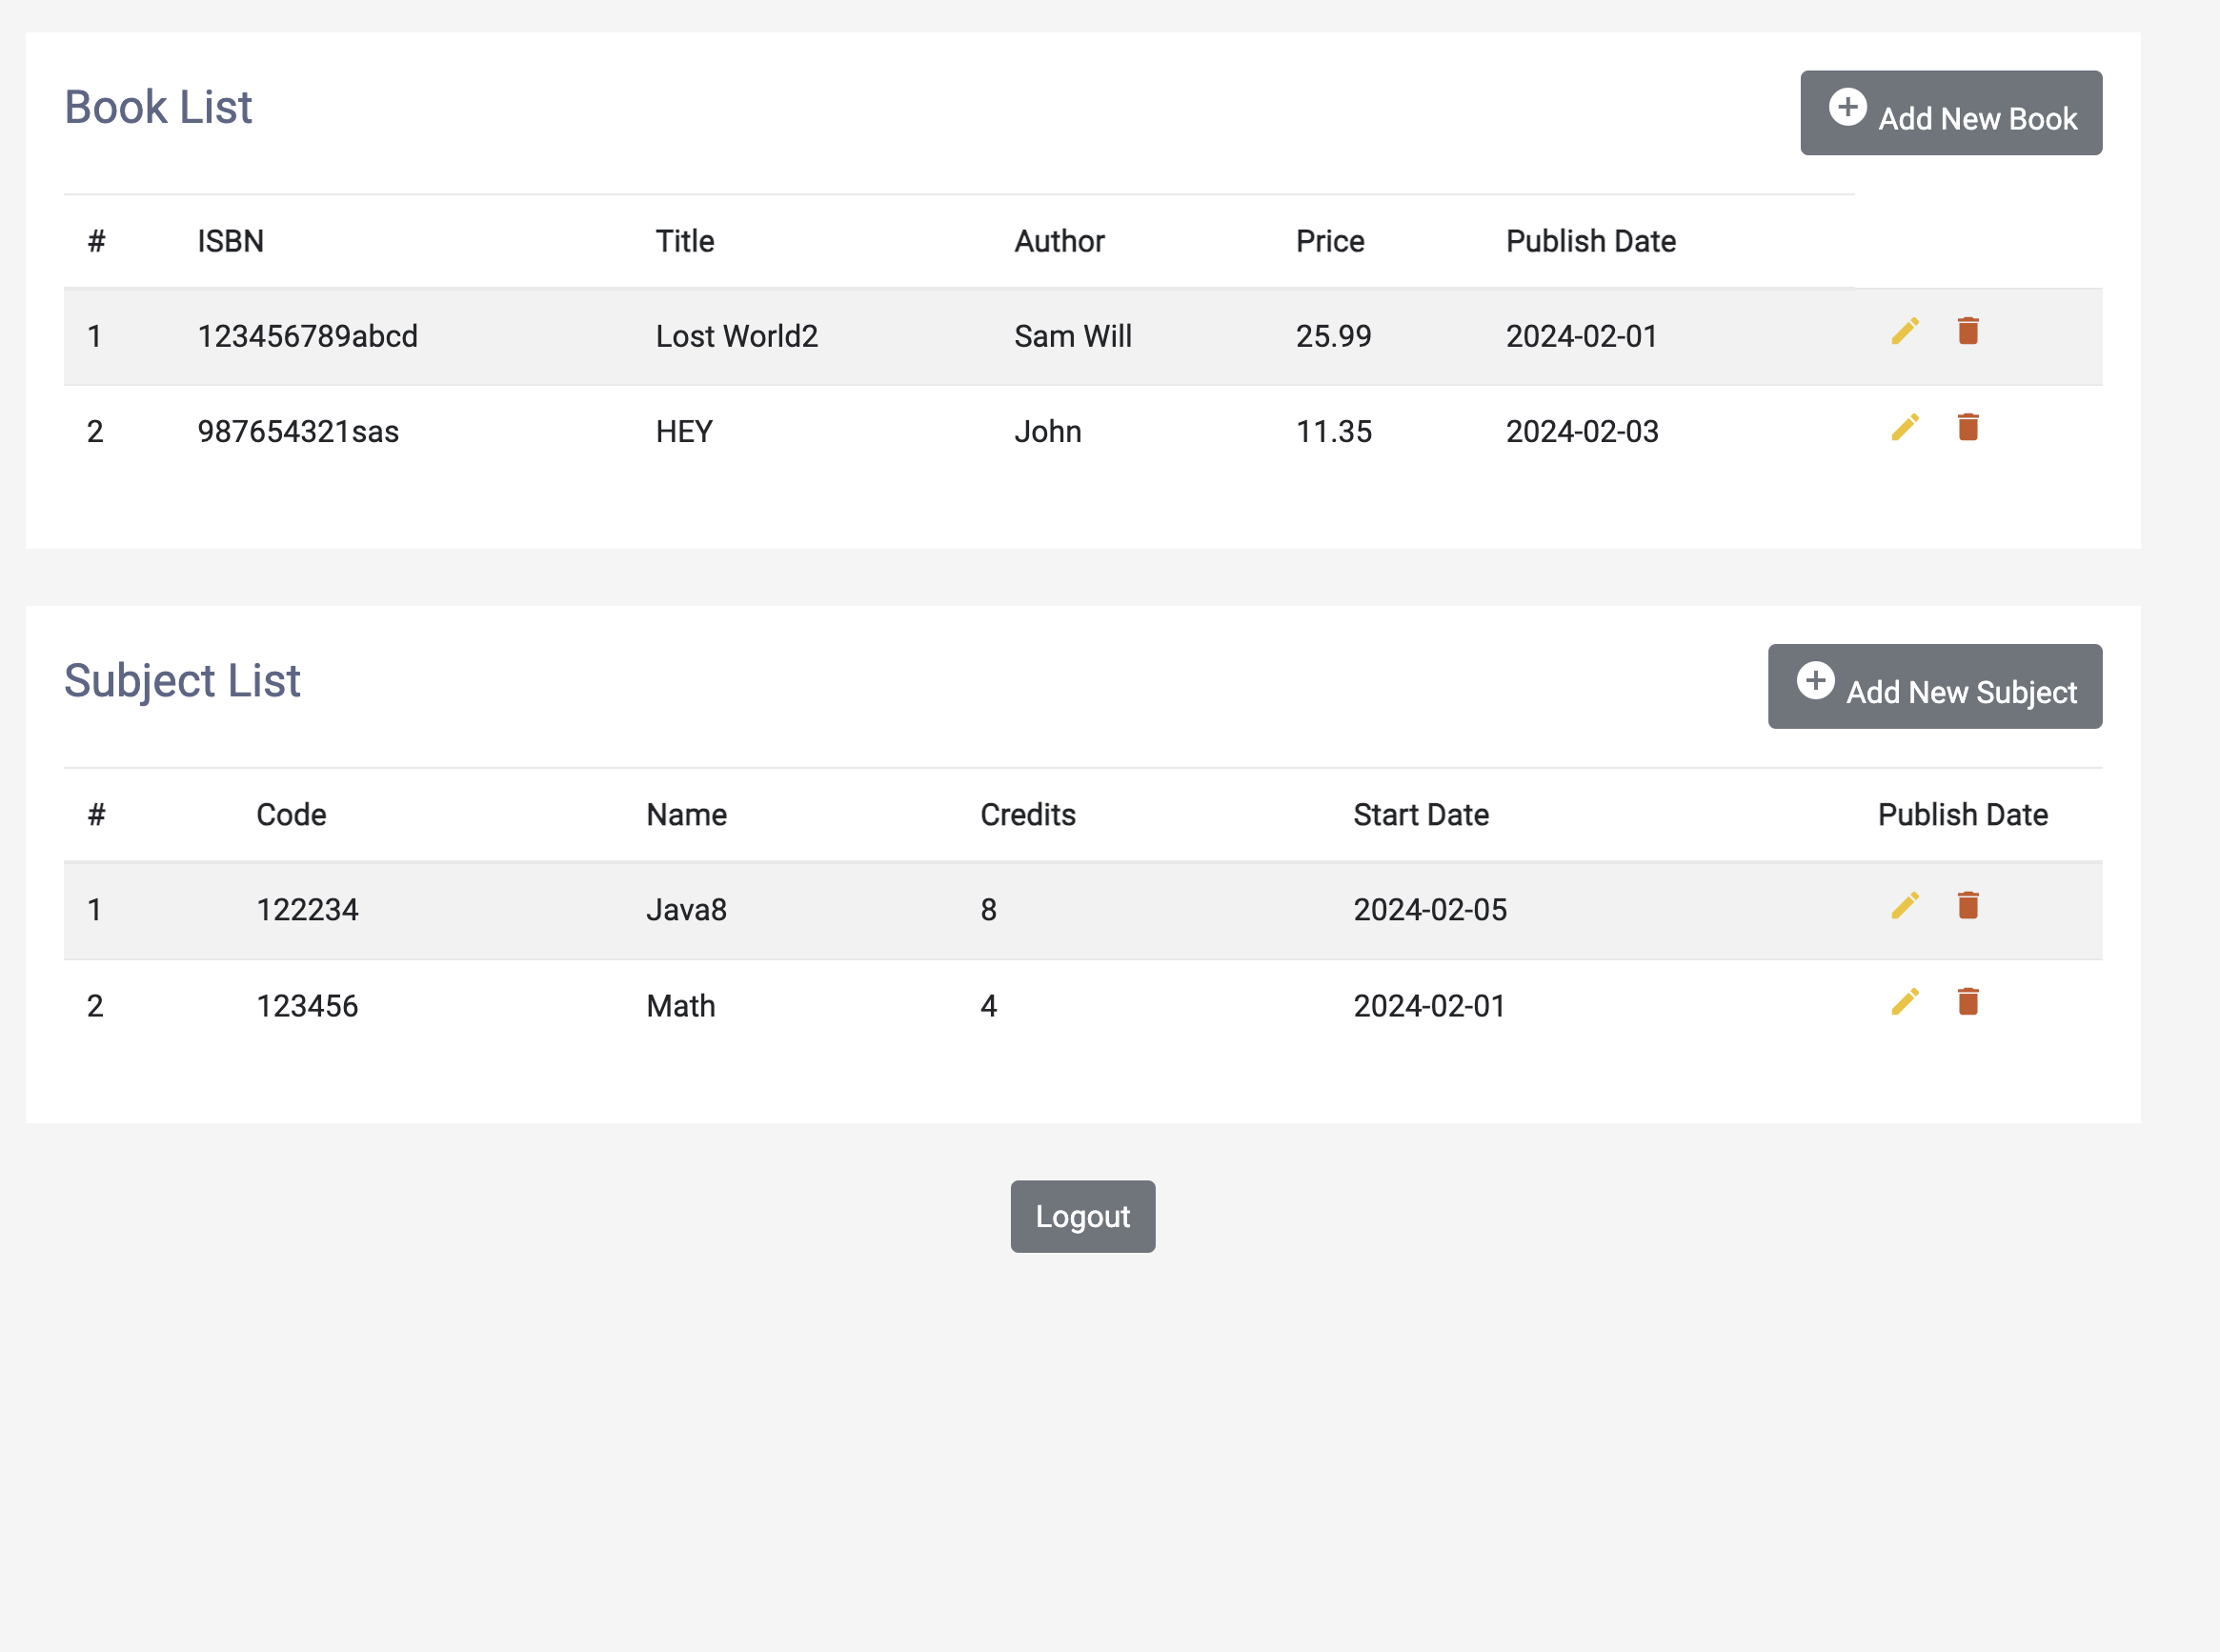 Book List
Add New Book
# ISBN Title Author Price Publish Date
1 123456789abcd Lost World2 Sam Will 25.99 2024-02-01
2 987654321sas HEY John 11.35 2024-02-03
Subject List
Add New Subject
# Code Name Credits Start Date Publish Date
1 122234 Java8 8 2024-02-05
2 123456 Math 4 2024-02-01
Logout